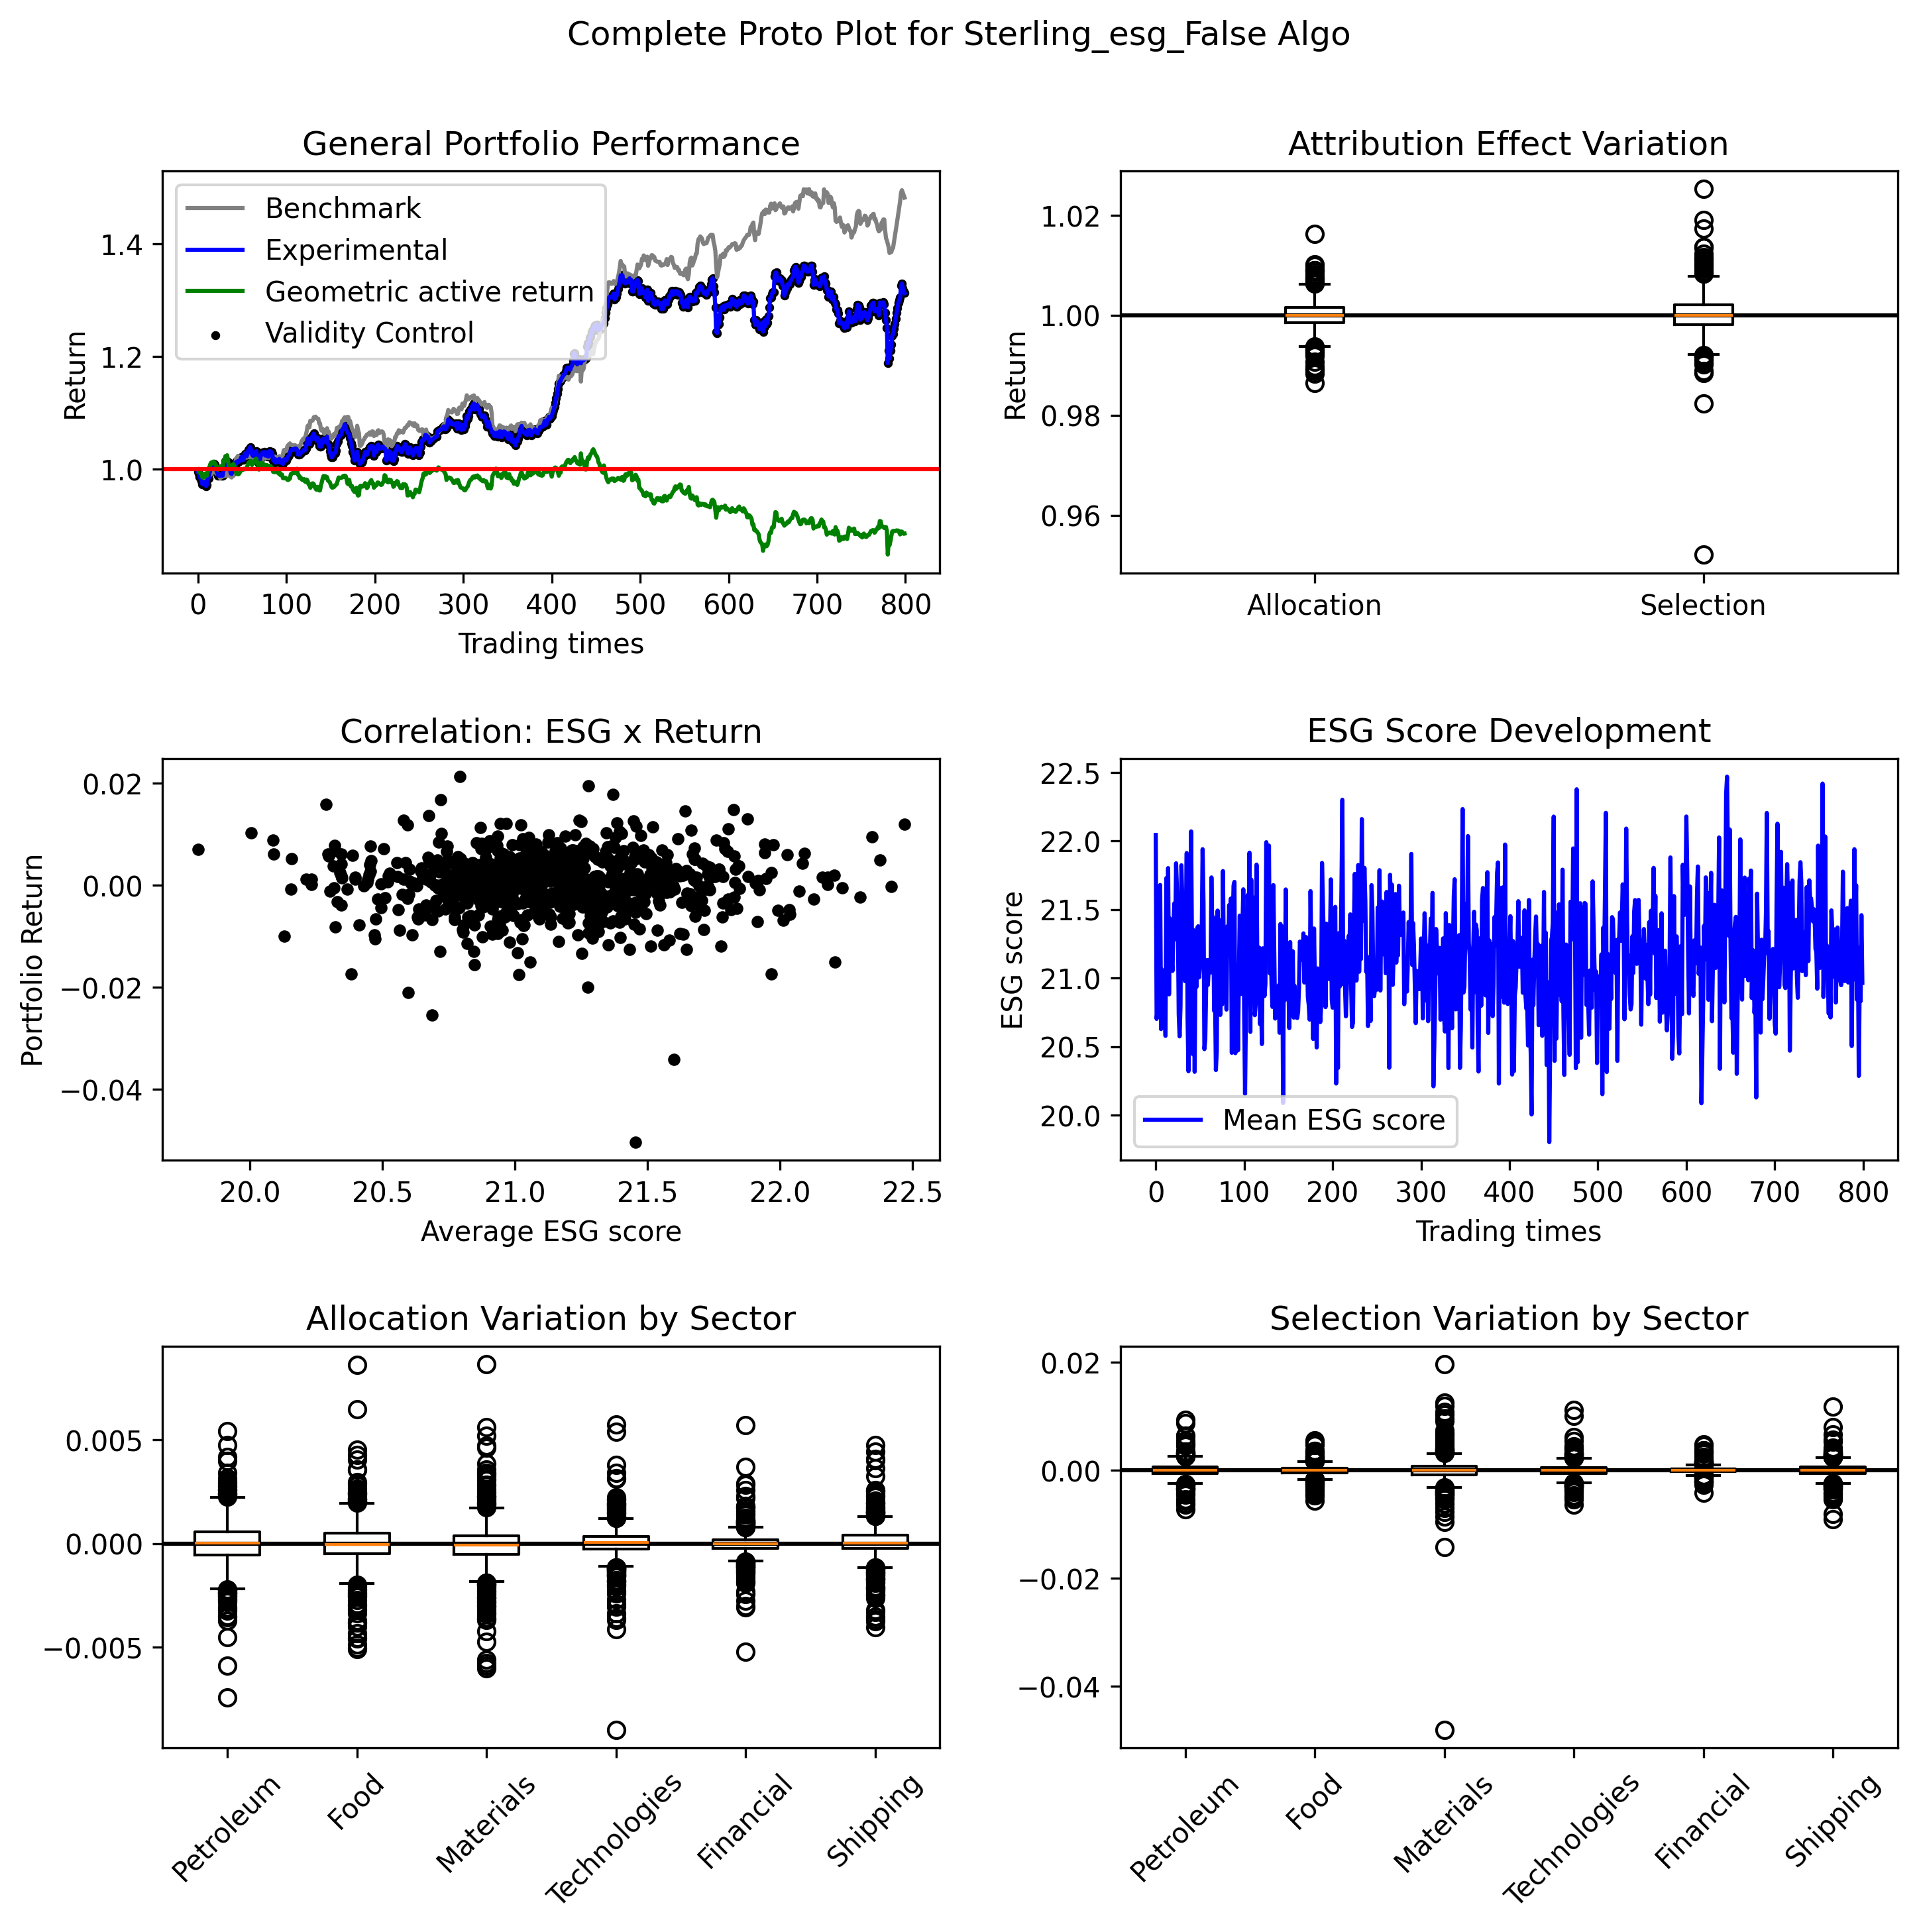 Complete Proto Plot for Sterling_esg_False Algo
General Portfolio Performance
Return
1.4
1.2
1.0
Benchmark
Experimental
Geometric active return
Validity Control
0 100 200 300 400 500 600 700 800
Trading times
Attribution Effect Variation
Return
1.02
1.00
0.98
0.96
Allocation Selection
Correlation: ESG x Return
Portfolio Return
0.02
0.00
−0.02
−0.04
20.0 20.5 21.0 21.5 22.0 22.5
Average ESG score
ESG Score Development
ESG score
22.5
22.0
21.5
21.0
20.5
20.0
Mean ESG score
0 100 200 300 400 500 600 700 800
Trading times
Allocation Variation by Sector
0.005
0.000
−0.005
Petroleum Food Materials Technologies Financial Shipping
Selection Variation by Sector
0.02
0.00
−0.02
−0.04
Petroleum Food Materials Technologies Financial Shipping